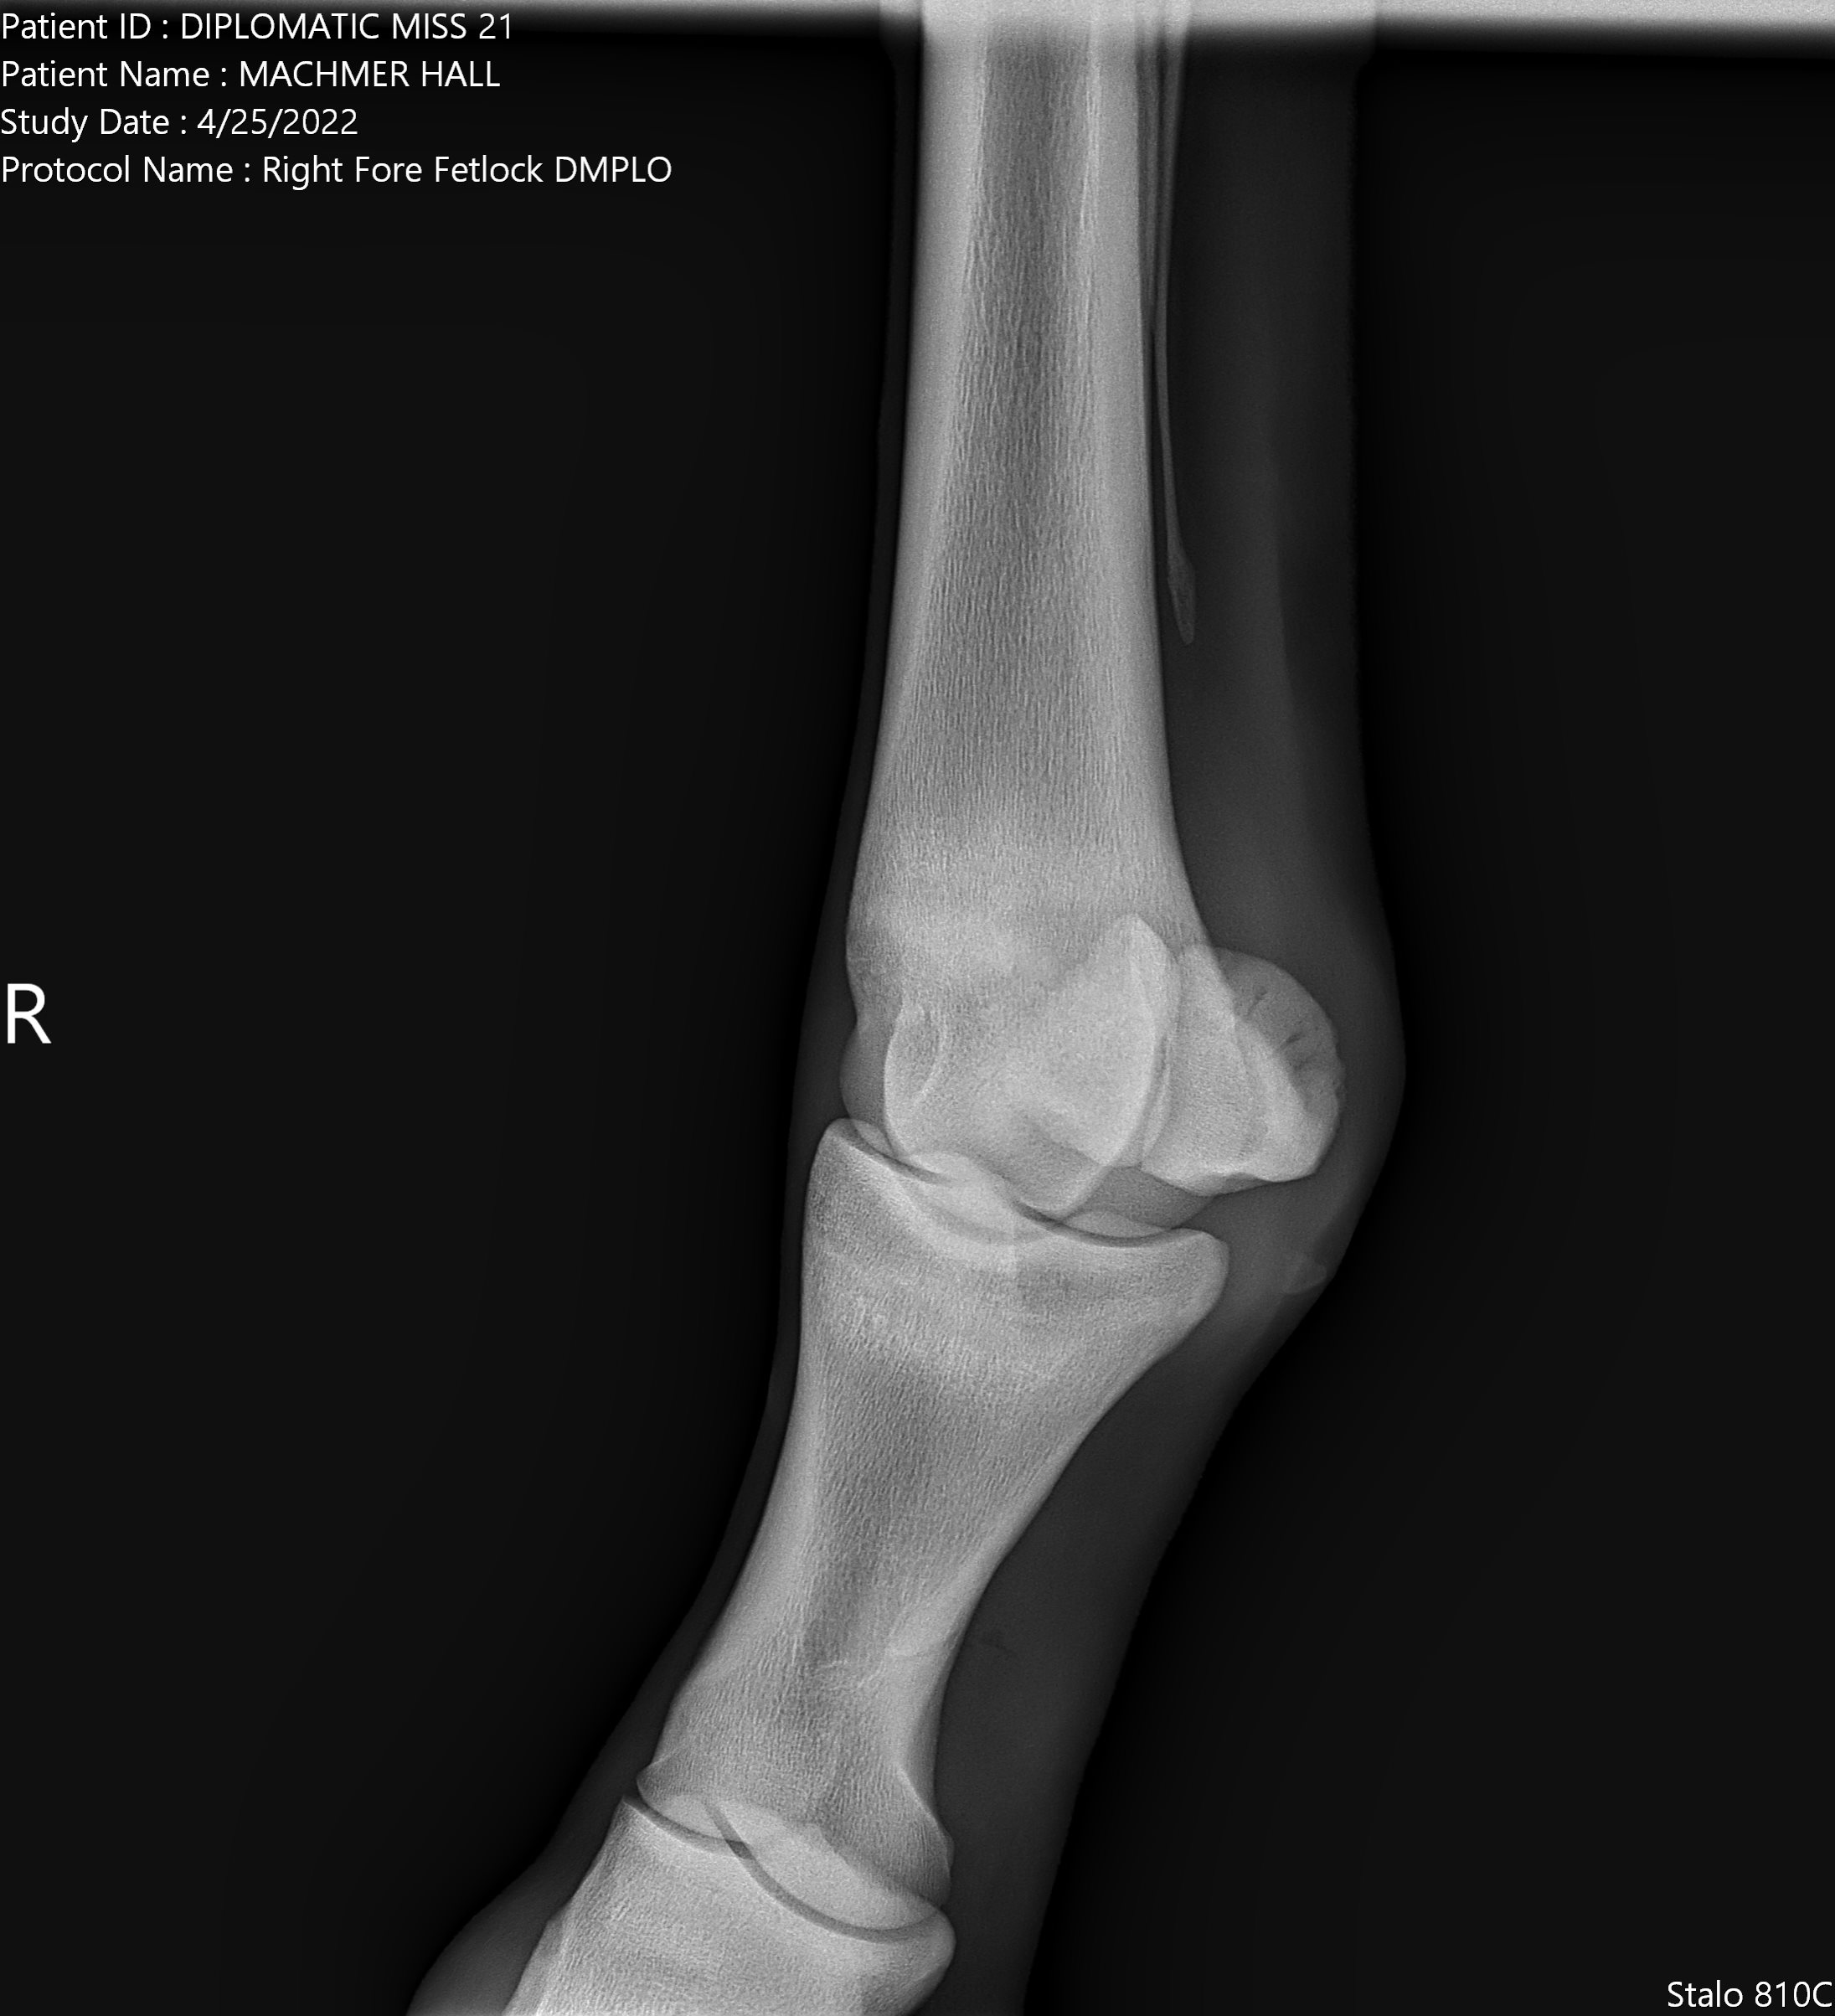 Patient ID : DIPLOMATIC MISS 21
Patient Name : MACHMER HALL
Study Date : 4/25/2022
Protocol Name : Right Fore Fetlock DMPLO
R
Stalo 810C